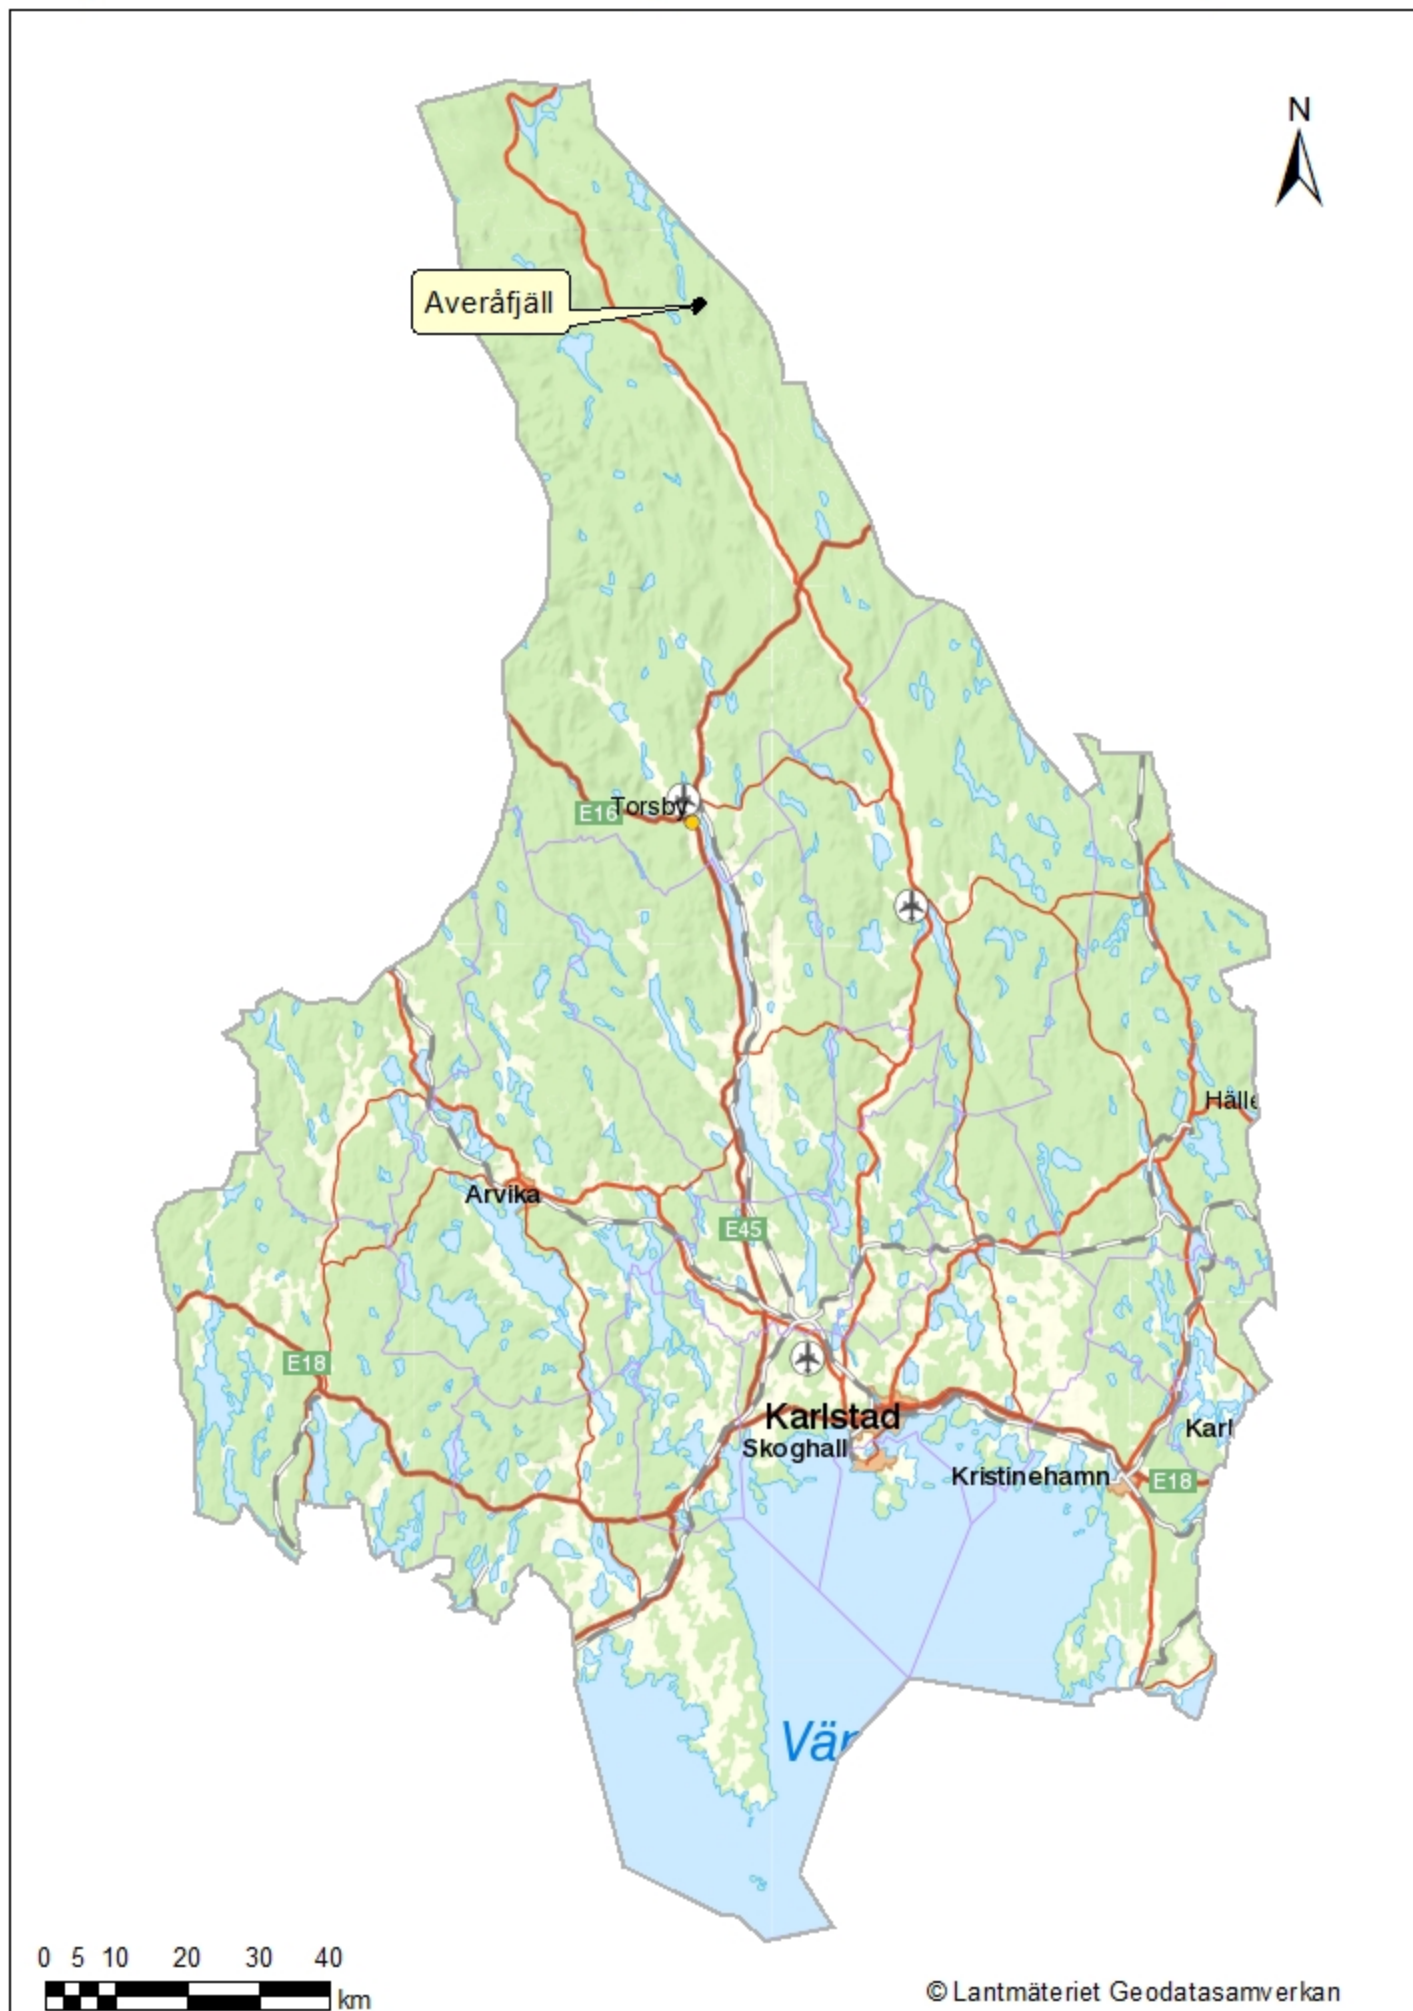 N
Averåfjäll
E16
Torsby
Hälle
Arvika
E45
E18
Karlstad
Skoghall
Karl
Kristinehamn
E18
Vär
0 5 10 20 30 40
km
© Lantmäteriet Geodatasamverkan